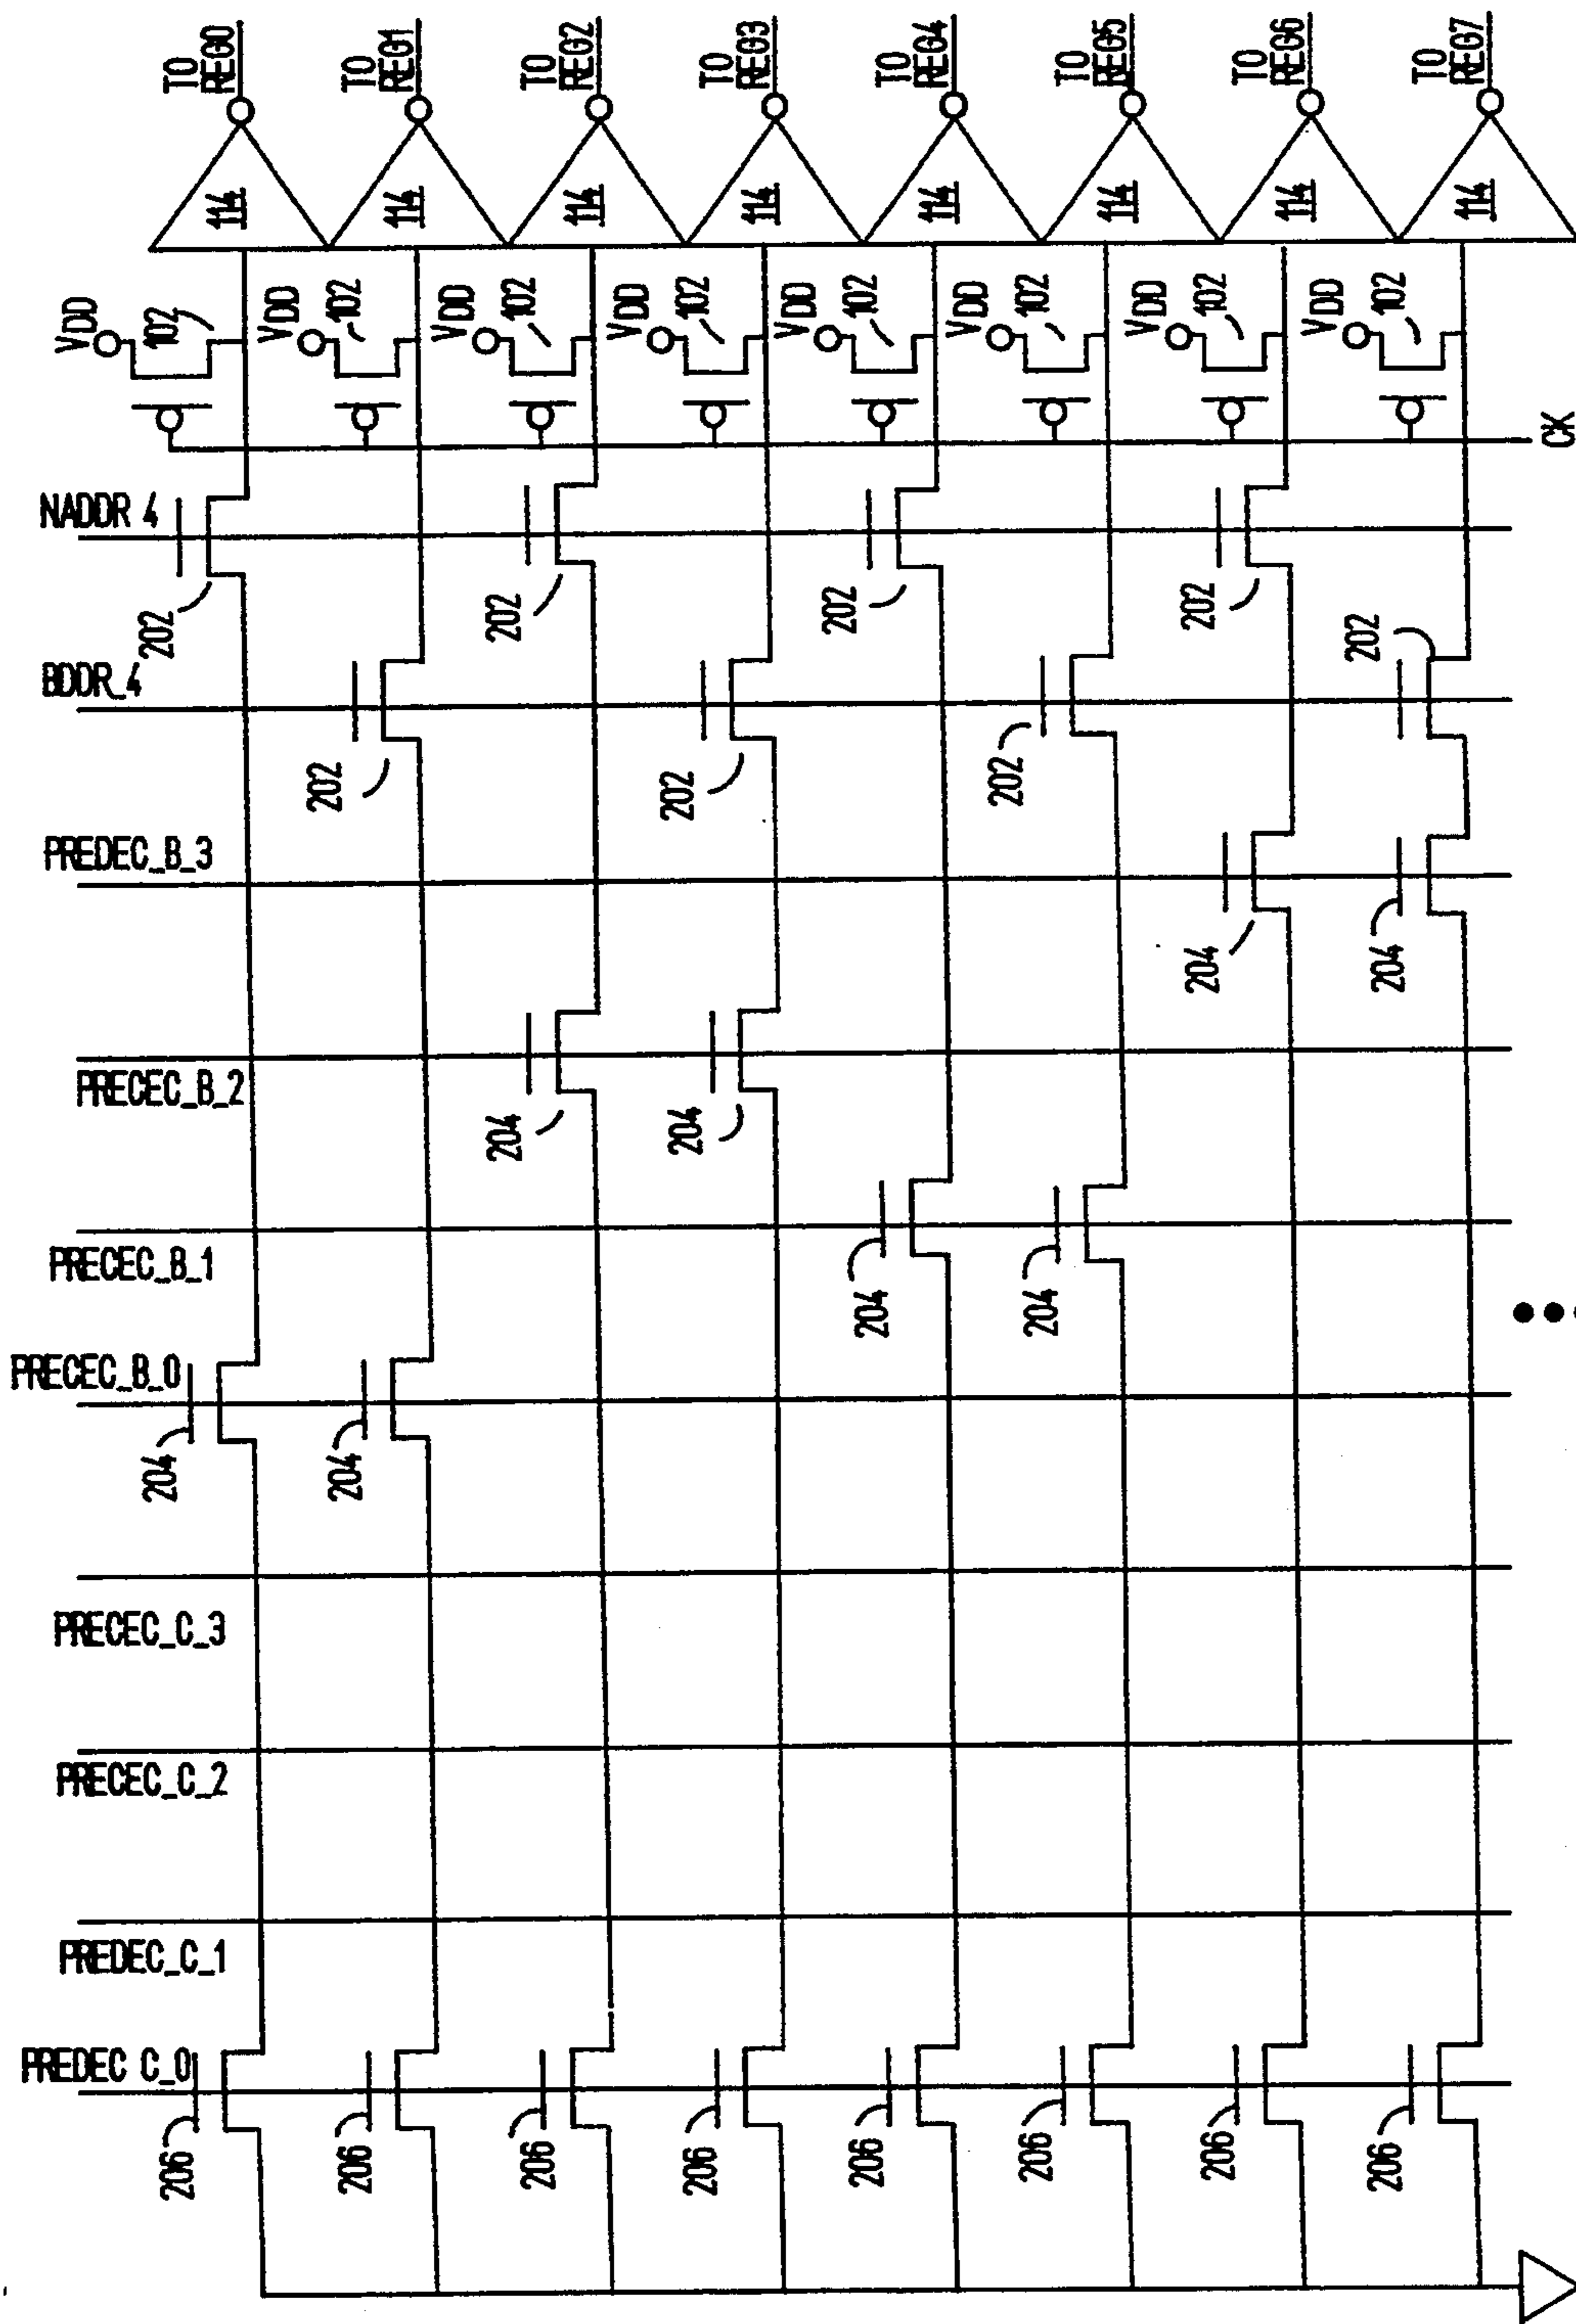 TO
REG0
TO
REG1
TO
REG2
TO
REG3
TO
REG4
TO
REG5
TO
REG6
TO
REG7
114
114
114
114
114
114
114
114
VDD
102
VDD
102
VDD
102
VDD
102
VDD
102
VDD
102
VDD
102
VDD
102
CK
NADDR 4
202
202
202
202
BDDR_4
202
202
202
202
PREDEC_B_3
204
204
PRECEC_B_2
204
204
PRECEC_B_1
204
204
PRECEC_B_0
204
204
PRECEC_C_3
PRECEC_C_2
PREDEC_C_1
PREDEC C_0
206
206
206
206
206
206
206
206